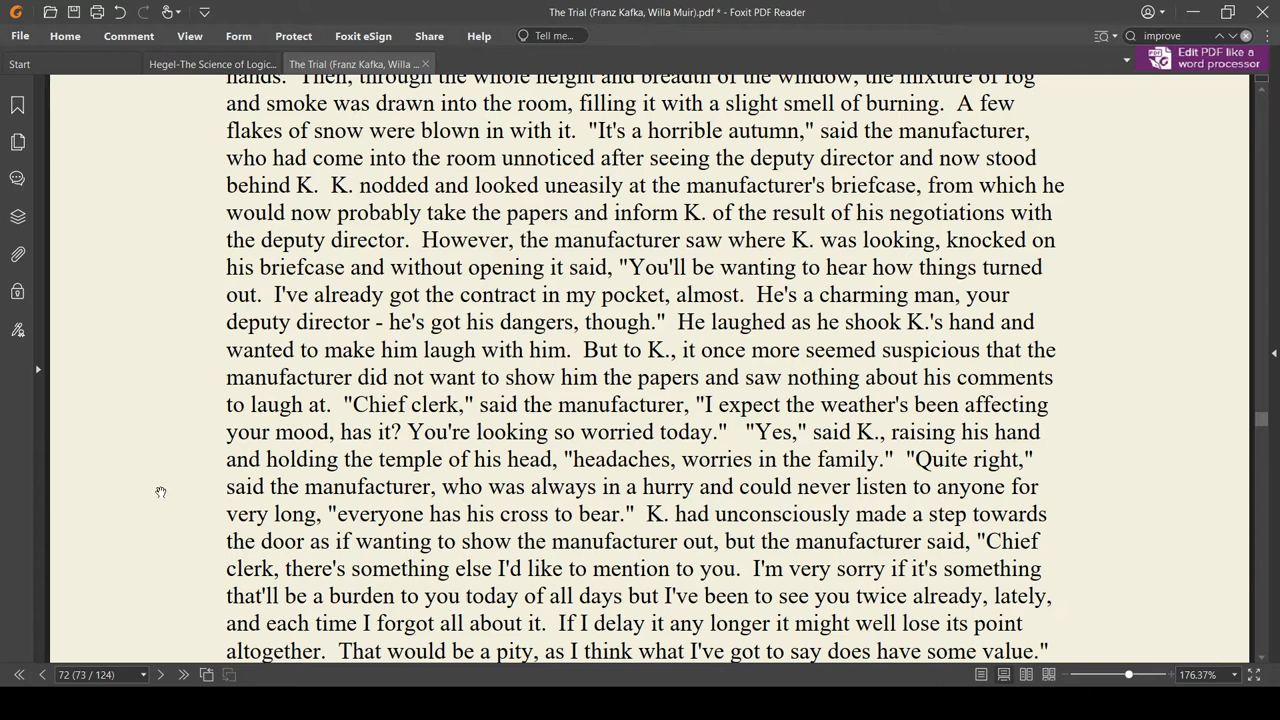 The Trial (Franz Kafka, Willa Muir).pdf * - Foxit PDF Reader
File Home Comment View Form Protect Foxit eSign Share Help Tell me... improve
Start Hegel-The Science of Logic... The Trial (Franz Kafka, Willa ... Edit PDF like a
word processor
hands. Then, through the whole height and breadth of the window, the mixture of fog
and smoke was drawn into the room, filling it with a slight smell of burning. A few
flakes of snow were blown in with it. "It's a horrible autumn," said the manufacturer,
who had come into the room unnoticed after seeing the deputy director and now stood
behind K. K. nodded and looked uneasily at the manufacturer's briefcase, from which he
would now probably take the papers and inform K. of the result of his negotiations with
the deputy director. However, the manufacturer saw where K. was looking, knocked on
his briefcase and without opening it said, "You'll be wanting to hear how things turned
out. I've already got the contract in my pocket, almost. He's a charming man, your
deputy director - he's got his dangers, though." He laughed as he shook K.'s hand and
wanted to make him laugh with him. But to K., it once more seemed suspicious that the
manufacturer did not want to show him the papers and saw nothing about his comments
to laugh at. "Chief clerk," said the manufacturer, "I expect the weather's been affecting
your mood, has it? You're looking so worried today." "Yes," said K., raising his hand
and holding the temple of his head, "headaches, worries in the family." "Quite right,"
said the manufacturer, who was always in a hurry and could never listen to anyone for
very long, "everyone has his cross to bear." K. had unconsciously made a step towards
the door as if wanting to show the manufacturer out, but the manufacturer said, "Chief
clerk, there's something else I'd like to mention to you. I'm very sorry if it's something
that'll be a burden to you today of all days but I've been to see you twice already, lately,
and each time I forgot all about it. If I delay it any longer it might well lose its point
altogether. That would be a pity, as I think what I've got to say does have some value."
72 (73 / 124) 176.37%